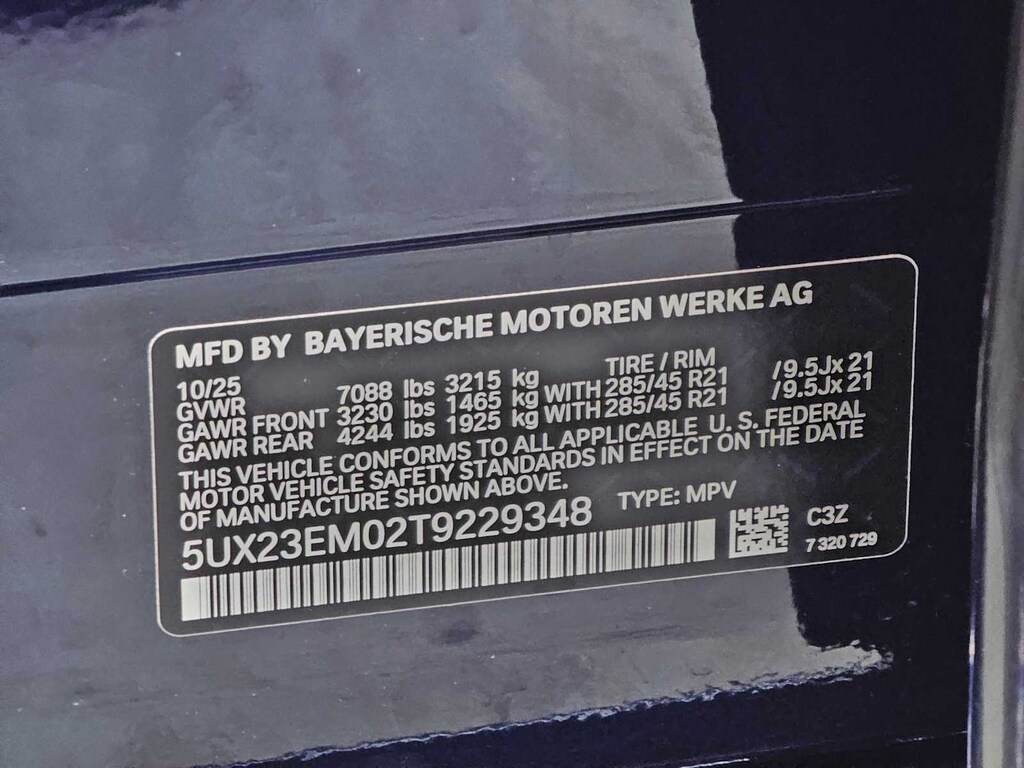 MFD BY BAYERISCHE MOTOREN WERKE AG
10/25 TIRE / RIM
GVWR 7088 lbs 3215 kg
GAWR FRONT 3230 lbs 1465 kg WITH 285/45 R21 /9.5Jx 21
GAWR REAR 4244 lbs 1925 kg WITH 285/45 R21 /9.5Jx 21
THIS VEHICLE CONFORMS TO ALL APPLICABLE U. S. FEDERAL
MOTOR VEHICLE SAFETY STANDARDS IN EFFECT ON THE DATE
OF MANUFACTURE SHOWN ABOVE.
5UX23EM02T9229348 TYPE: MPV
C3Z
7 320 729